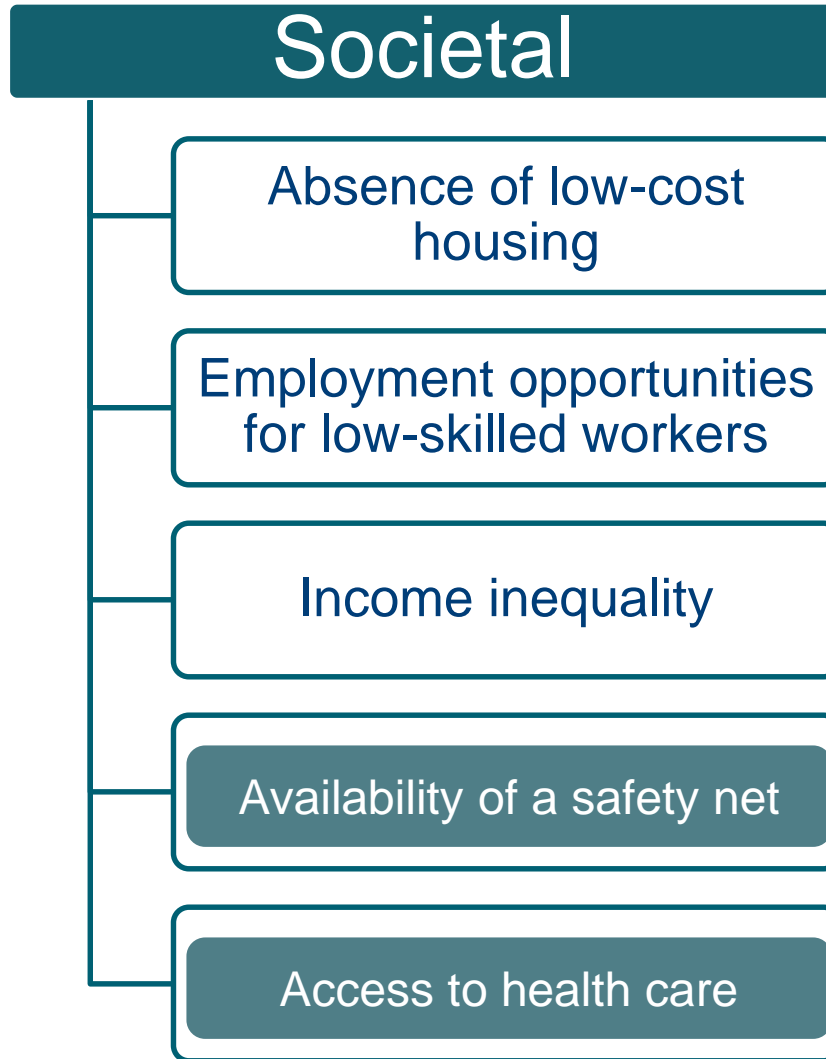 Societal
Absence of low-cost
housing
Employment opportunities
for low-skilled workers
Income inequality
Availability of a safety net
Access to health care